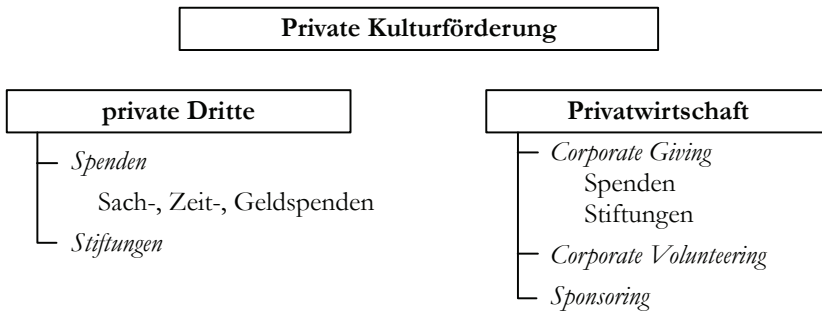 Private Kulturförderung
private Dritte
Spenden
Sach-, Zeit-, Geldspenden
Stiftungen
Privatwirtschaft
Corporate Giving
Spenden
Stiftungen
Corporate Volunteering
Sponsoring